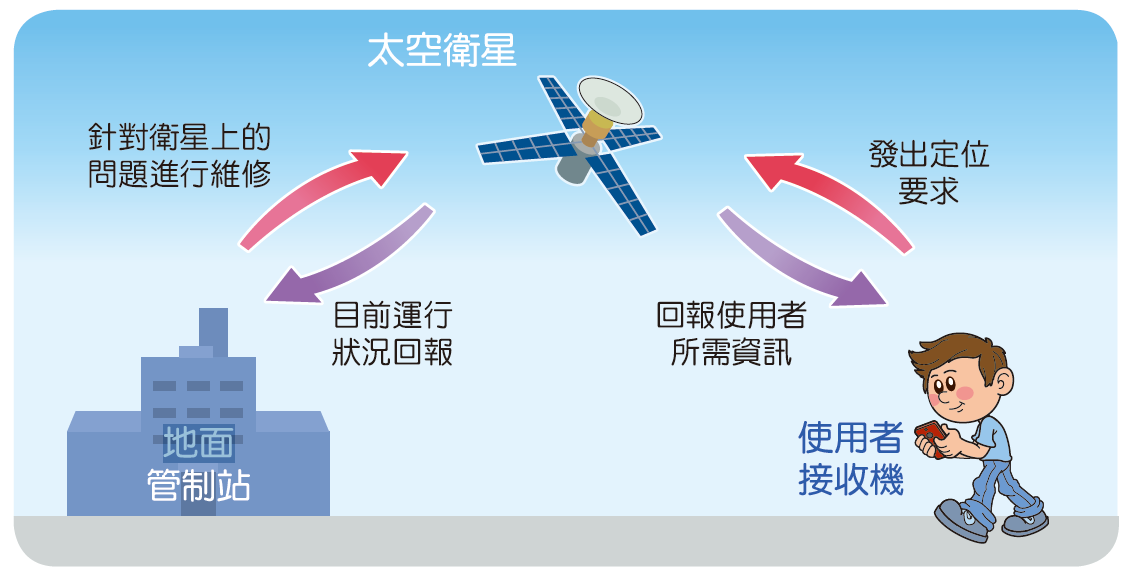 太空衛星
針對衛星上的
問題進行維修
發出定位
要求
目前運行
狀況回報
回報使用者
所需資訊
地面
管制站
使用者
接收機